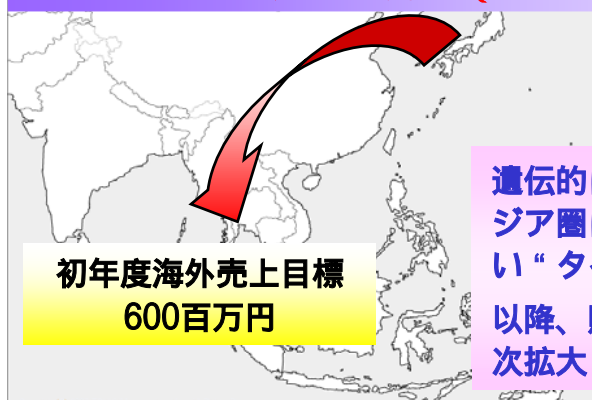 初年度海外売上目標
600百万円
遺伝的
ジア圏
い“タ
以降、
次拡大